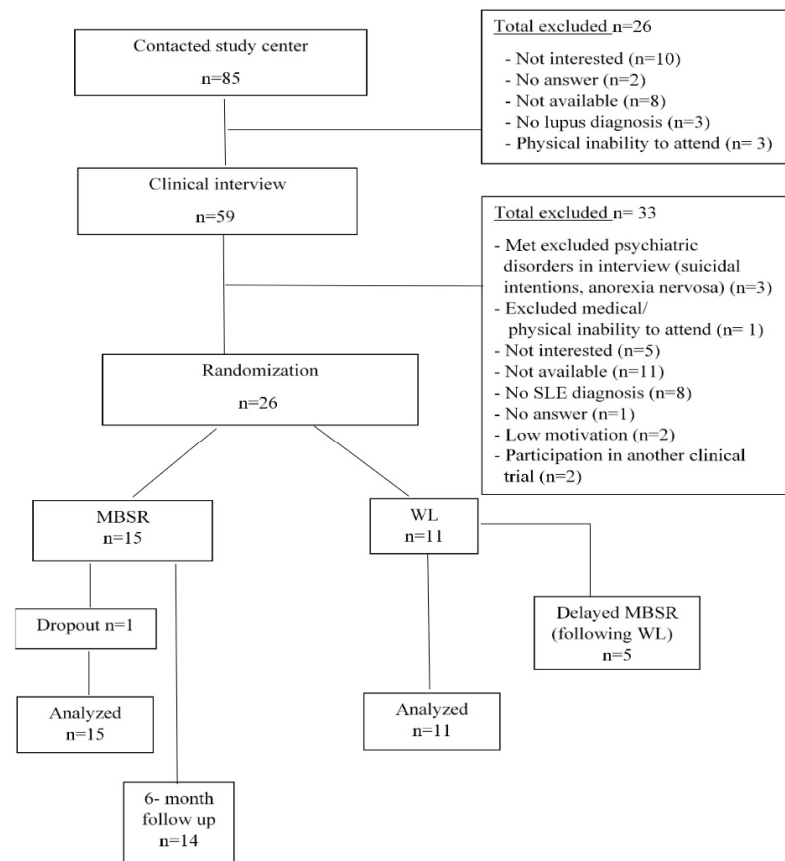 Contacted study center
n=85
Total excluded n=26
- Not interested (n=10)
- No answer (n=2)
- Not available (n=8)
- No lupus diagnosis (n=3)
- Physical inability to attend (n= 3)
Clinical interview
n=59
Total excluded n= 33
- Met excluded psychiatric
disorders in interview (suicidal
intentions, anorexia nervosa) (n=3)
- Excluded medical/
physical inability to attend (n= 1)
- Not interested (n=5)
- Not available (n=11)
- No SLE diagnosis (n=8)
- No answer (n=1)
- Low motivation (n=2)
- Participation in another clinical
trial (n=2)
Randomization
n=26
MBSR
n=15
WL
n=11
Dropout n=1
Delayed MBSR
(following WL)
n=5
Analyzed
n=15
Analyzed
n=11
6- month
follow up
n=14